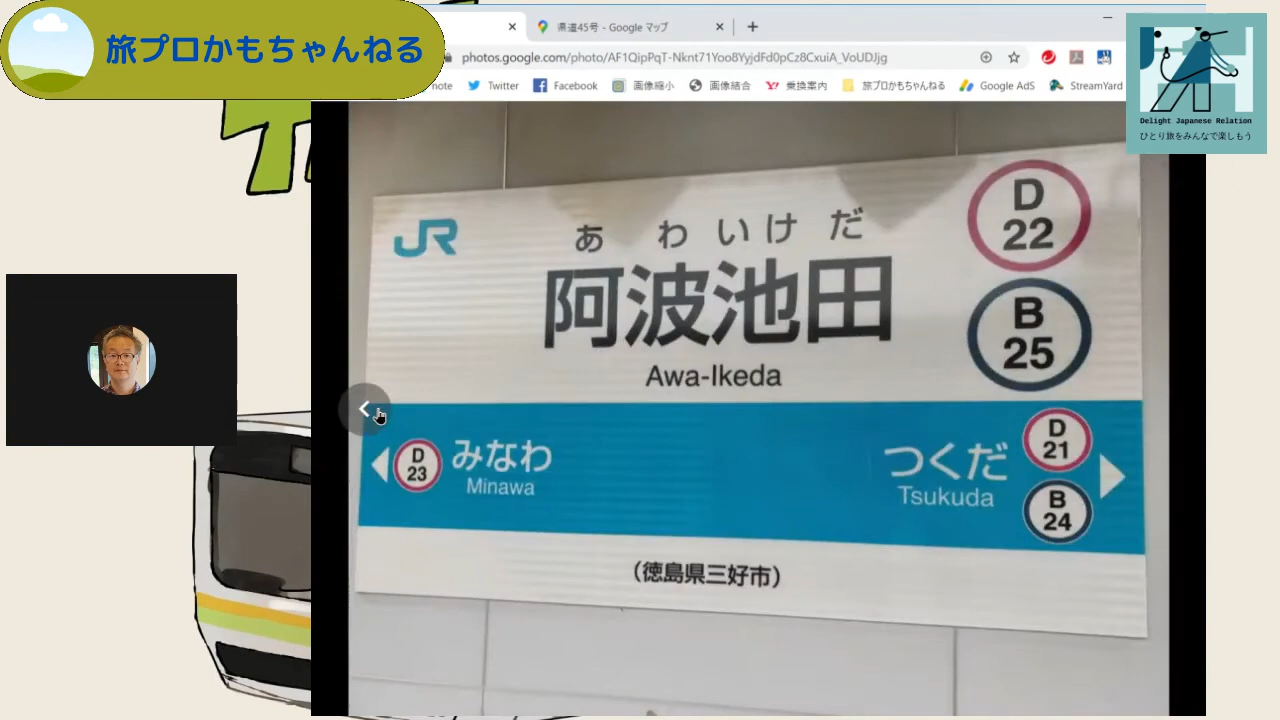 旅プロかもちゃんねる
県道45号 - Google マップ
photos.google.com/photo/AF1QipPqT-Nknt71Yoo8YyjdFd0pCz8CxuiA_VoUDJjg
note Twitter Facebook 画像縮小 画像結合 乗換案内 旅プロかもちゃんねる Google AdS StreamYard
Delight Japanese Relation
ひとり旅をみんなで楽しもう
JR
あわいけだ
阿波池田
Awa-Ikeda
D
22
B
25
D
23
みなわ
Minawa
つくだ
Tsukuda
D
21
B
24
(徳島県三好市)